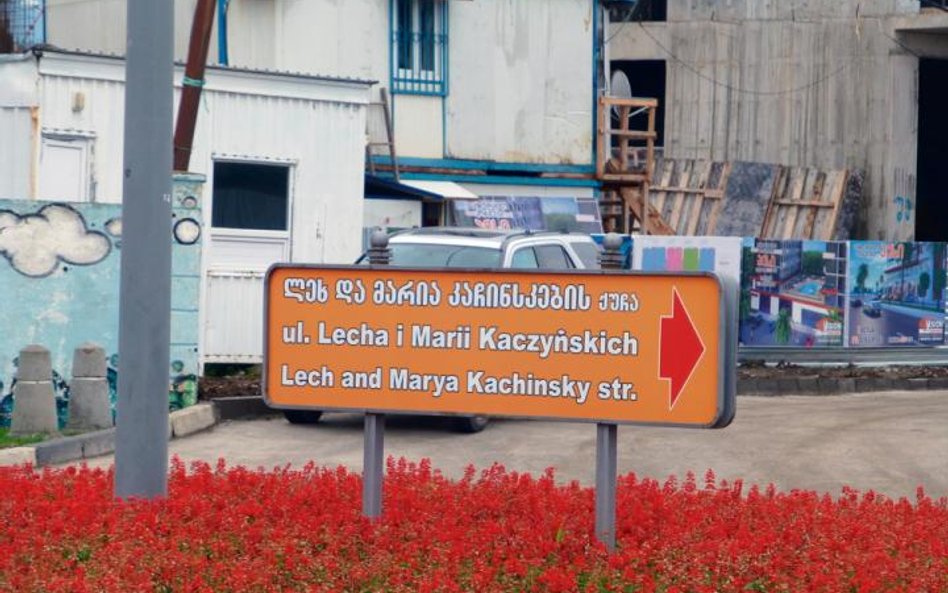 ლეხ და მარია კაჩინსკების ქუჩა
ul. Lecha i Marii Kaczyńskich
Lech and Marya Kachinsky str.